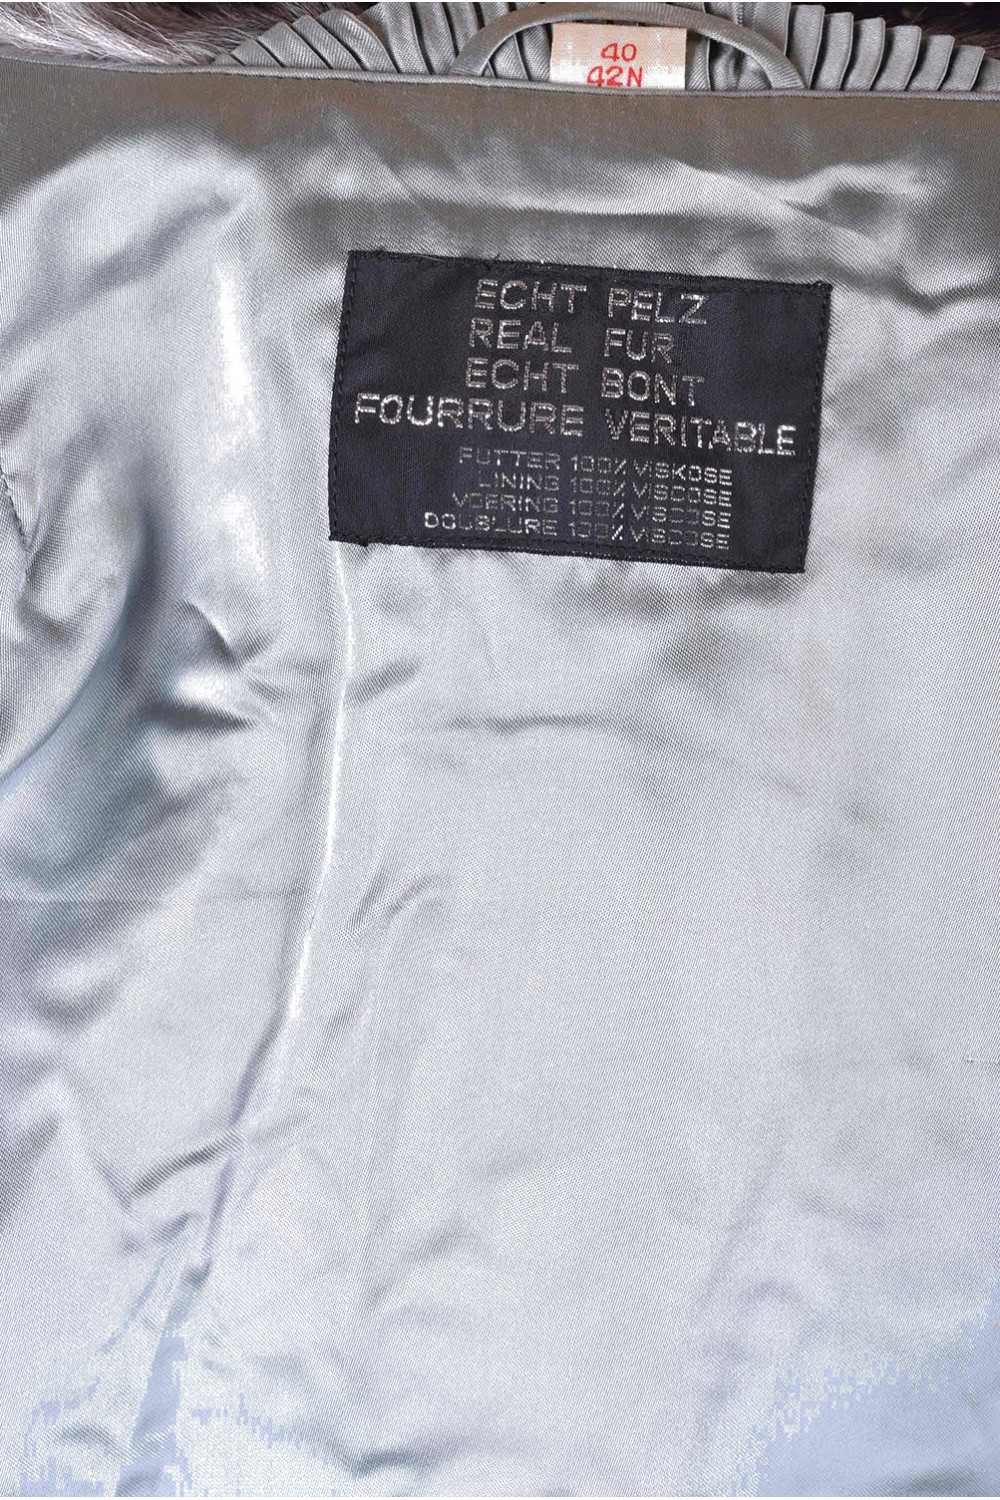 40
42N
ECHT PELZ
REAL FUR
ECHT BONT
FOURRURE VERITABLE
FUTTER 100% VISKOSE
LINING 100% VISCOSE
VOERING 100% VISCOSE
DOUBLURE 100% VISCOSE